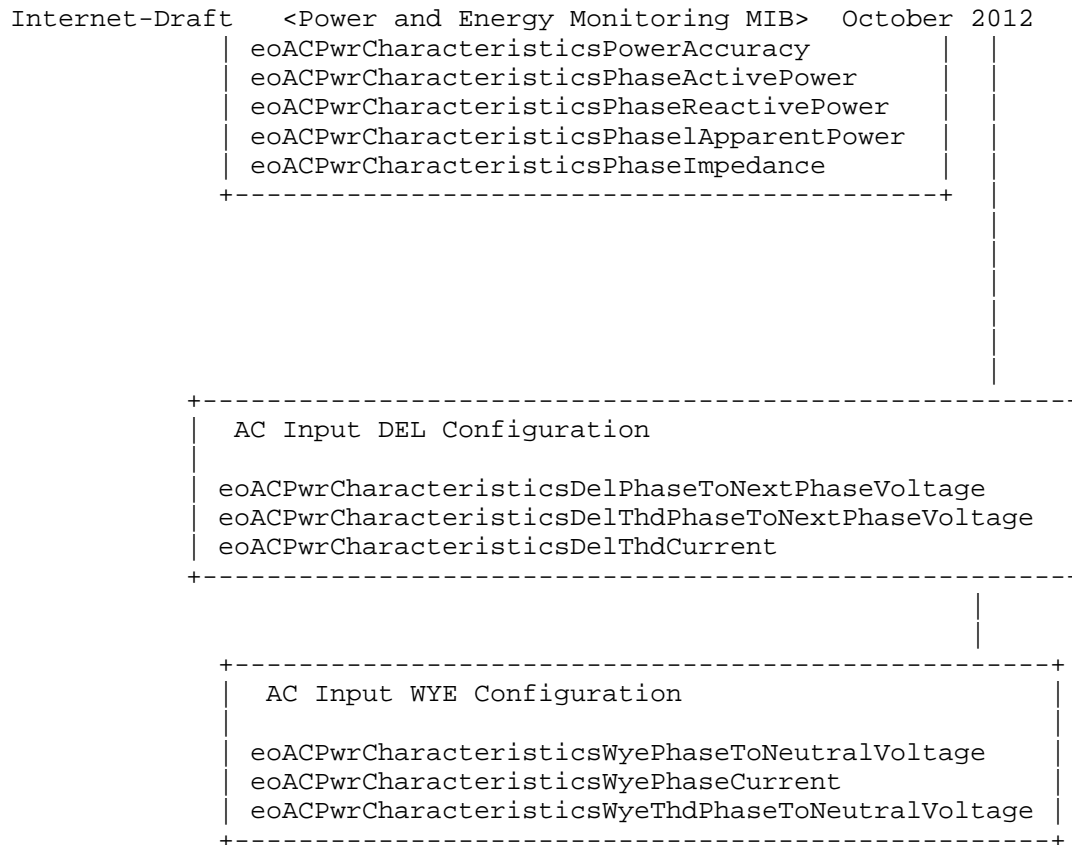 Internet-Draft   <Power and Energy Monitoring MIB>  October 2012
| eoACPwrCharacteristicsPowerAccuracy        |  |
| eoACPwrCharacteristicsPhaseActivePower     |  |
| eoACPwrCharacteristicsPhaseReactivePower   |  |
| eoACPwrCharacteristicsPhaselApparentPower  |  |
| eoACPwrCharacteristicsPhaseImpedance       |  |
+--------------------------------------------+  |
|
|
|
|
|
|
+------------------------------------------------------
|  AC Input DEL Configuration
|
| eoACPwrCharacteristicsDelPhaseToNextPhaseVoltage
| eoACPwrCharacteristicsDelThdPhaseToNextPhaseVoltage
| eoACPwrCharacteristicsDelThdCurrent
+------------------------------------------------------
|
|
+---------------------------------------------------+
|  AC Input WYE Configuration                       |
|                                                   |
| eoACPwrCharacteristicsWyePhaseToNeutralVoltage    |
| eoACPwrCharacteristicsWyePhaseCurrent             |
| eoACPwrCharacteristicsWyeThdPhaseToNeutralVoltage |
+---------------------------------------------------+